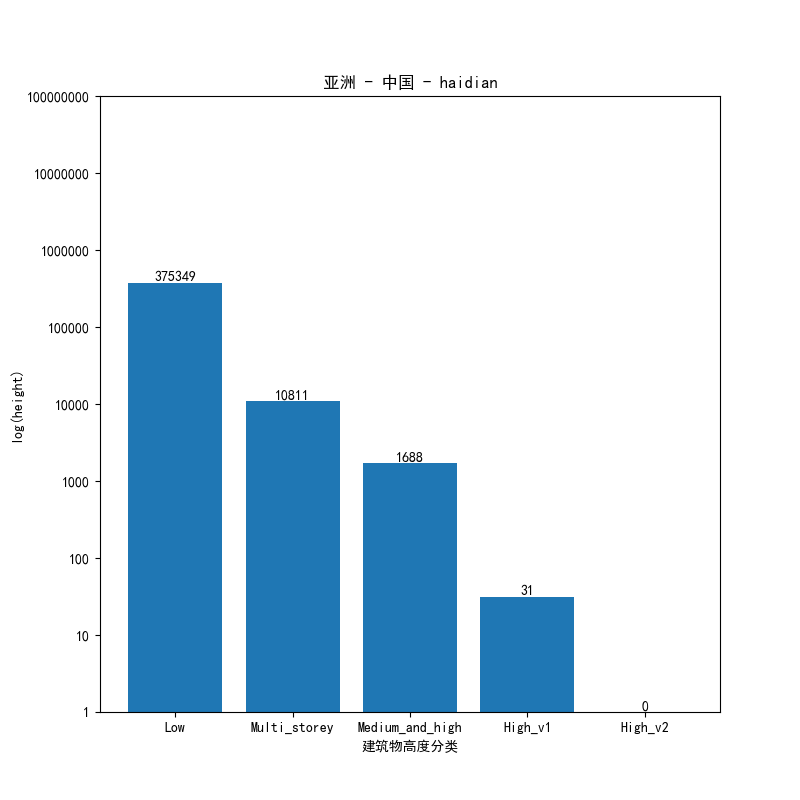 亚洲 - 中国 - haidian
100000000
10000000
1000000
100000
10000
1000
100
10
1
log(height)
375349
10811
1688
31
0
Low
Multi_storey
Medium_and_high
High_v1
High_v2
建筑物高度分类